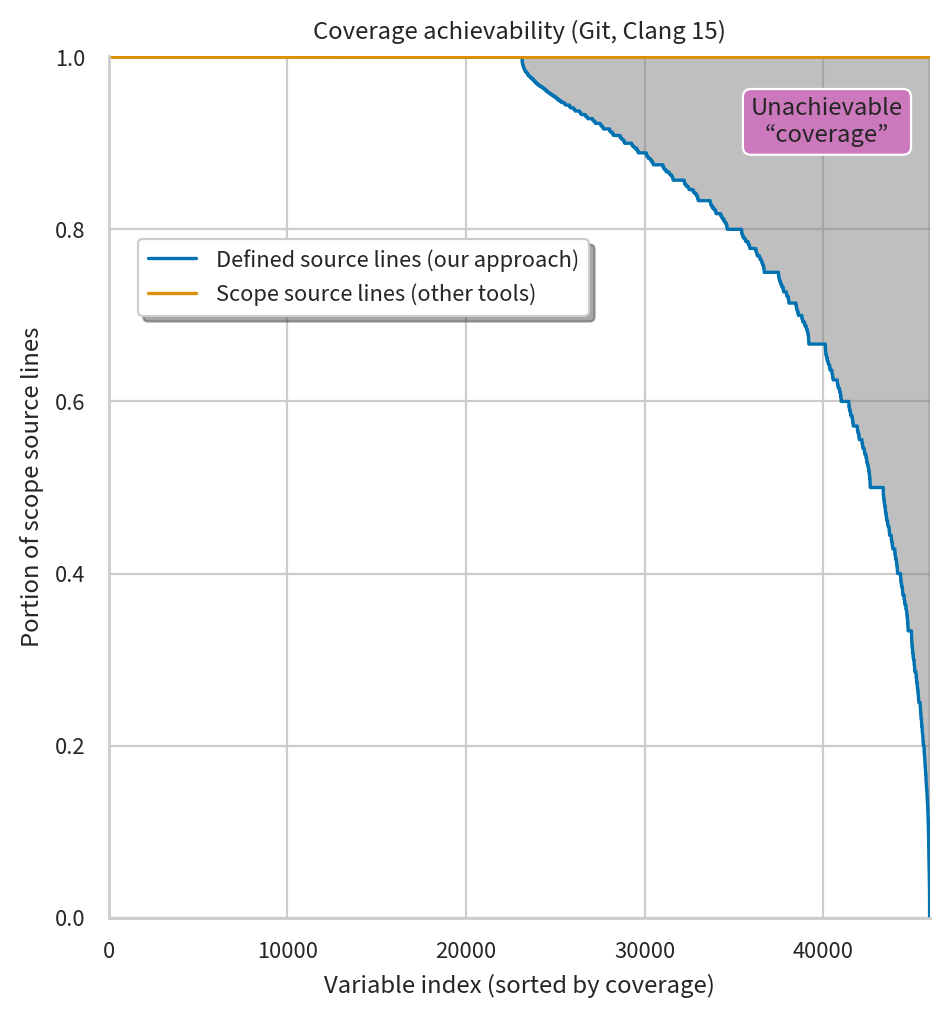 Coverage achievability (Git, Clang 15)
1.0
0.8
0.6
0.4
0.2
0.0
Portion of scope source lines
Unachievable
“coverage”
Defined source lines (our approach)
Scope source lines (other tools)
0
10000
20000
30000
40000
Variable index (sorted by coverage)